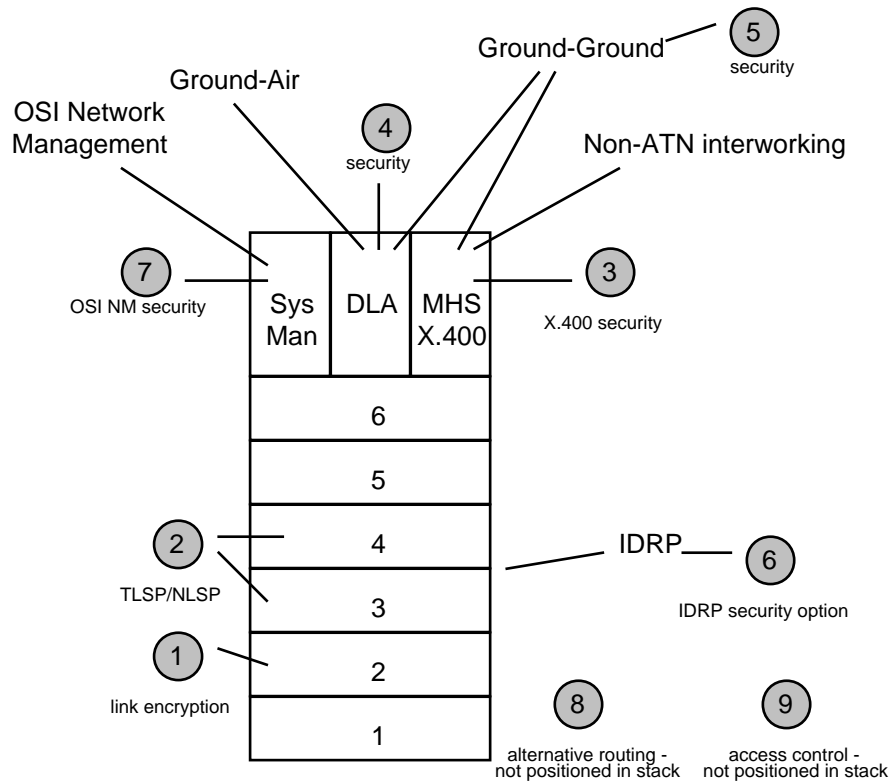 5
security
Ground-Ground
Ground-Air
4
security
OSI Network
Management
Non-ATN interworking
7
OSI NM security
3
X.400 security
Sys
Man
DLA
MHS
X.400
6
5
2
TLSP/NLSP
4
IDRP
6
IDRP security option
3
1
link encryption
2
1
8
alternative routing -
not positioned in stack
9
access control -
not positioned in stack